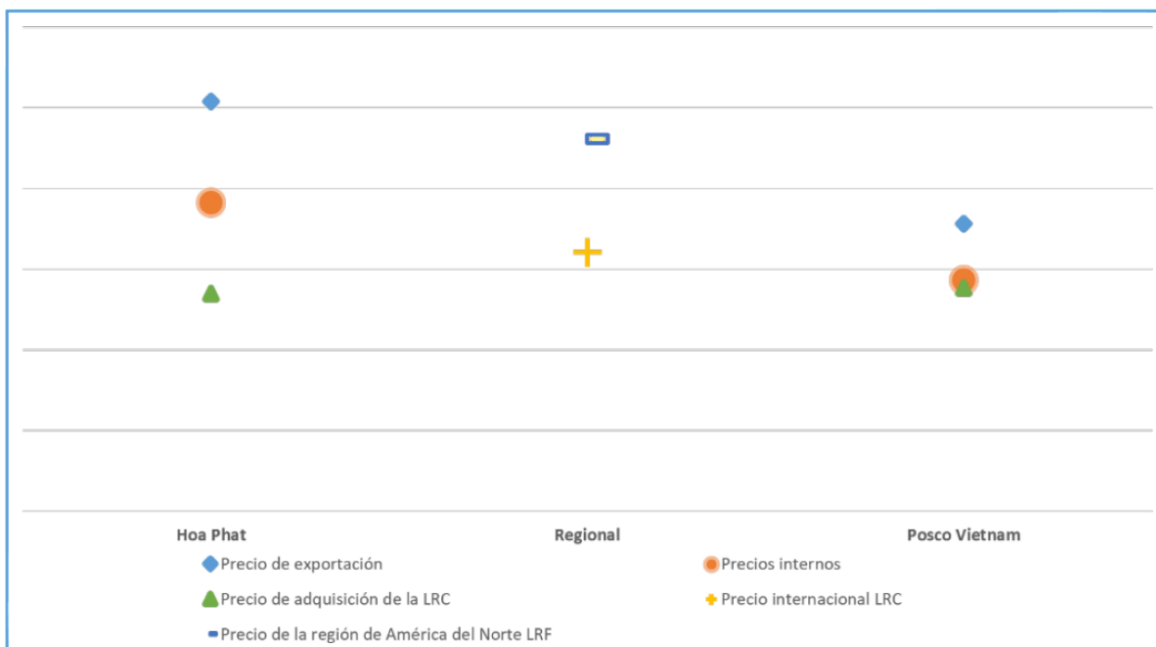 Hoa Phat Regional Posco Vietnam
Precio de exportación Precios internos
Precio de adquisición de la LRC Precio internacional LRC
Precio de la región de América del Norte LRF